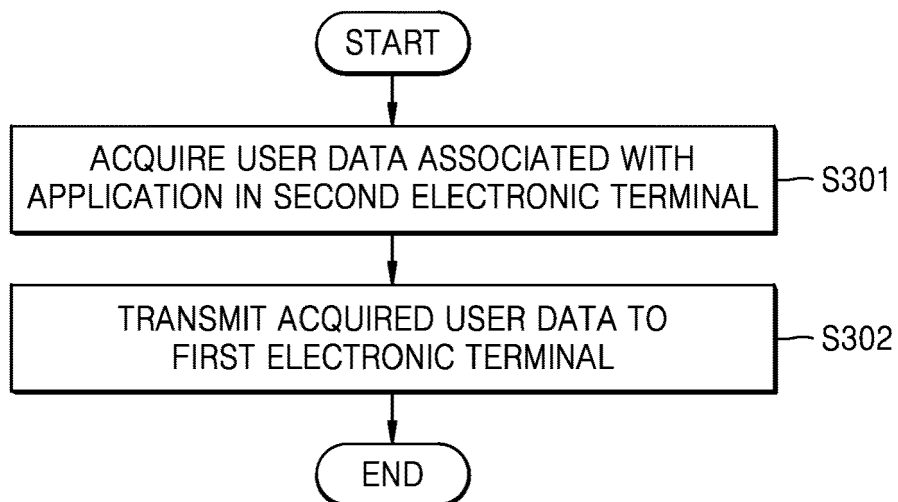 START
ACQUIRE USER DATA ASSOCIATED WITH
APPLICATION IN SECOND ELECTRONIC TERMINAL
S301
TRANSMIT ACQUIRED USER DATA TO
FIRST ELECTRONIC TERMINAL
S302
END